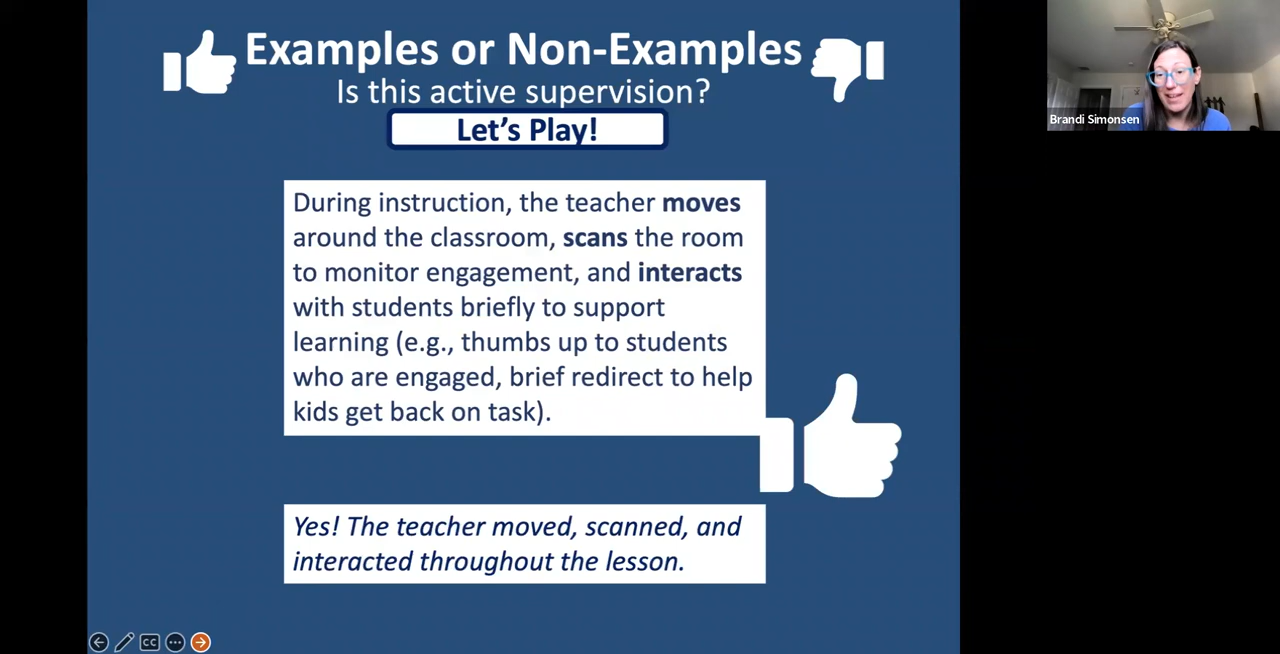 Examples or Non-Examples
Is this active supervision?
Let's Play!
During instruction, the teacher moves
around the classroom, scans the room
to monitor engagement, and interacts
with students briefly to support
learning (e.g., thumbs up to students
who are engaged, brief redirect to help
kids get back on task).
Yes! The teacher moved, scanned, and
interacted throughout the lesson.
CC
Brandi Simonsen